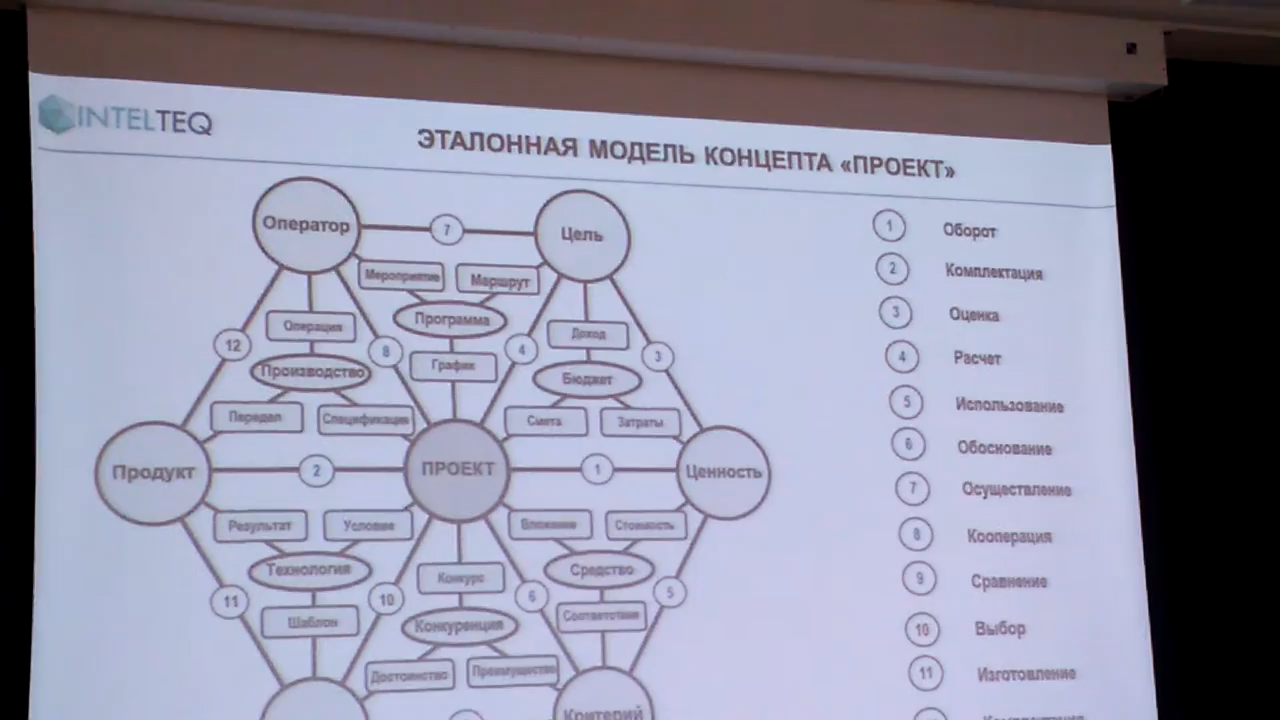 INTELTEQ
ЭТАЛОННАЯ МОДЕЛЬ КОНЦЕПТА «ПРОЕКТ»
Оператор
7
Цель
Мероприятие
Маршрут
Программа
График
Операция
Производство
Передел
Спецификация
Доход
Бюджет
Смета
Затраты
12
8
4
3
Продукт
2
ПРОЕКТ
1
Ценность
Результат
Условие
Технология
Шаблон
Конкурс
Конкуренция
Достоинство
Преимущество
Вложение
Стоимость
Средство
Соответствие
11
10
6
5
Критерий
1 Оборот
2 Комплектация
3 Оценка
4 Расчет
5 Использование
6 Обоснование
7 Осуществление
8 Кооперация
9 Сравнение
10 Выбор
11 Изготовление